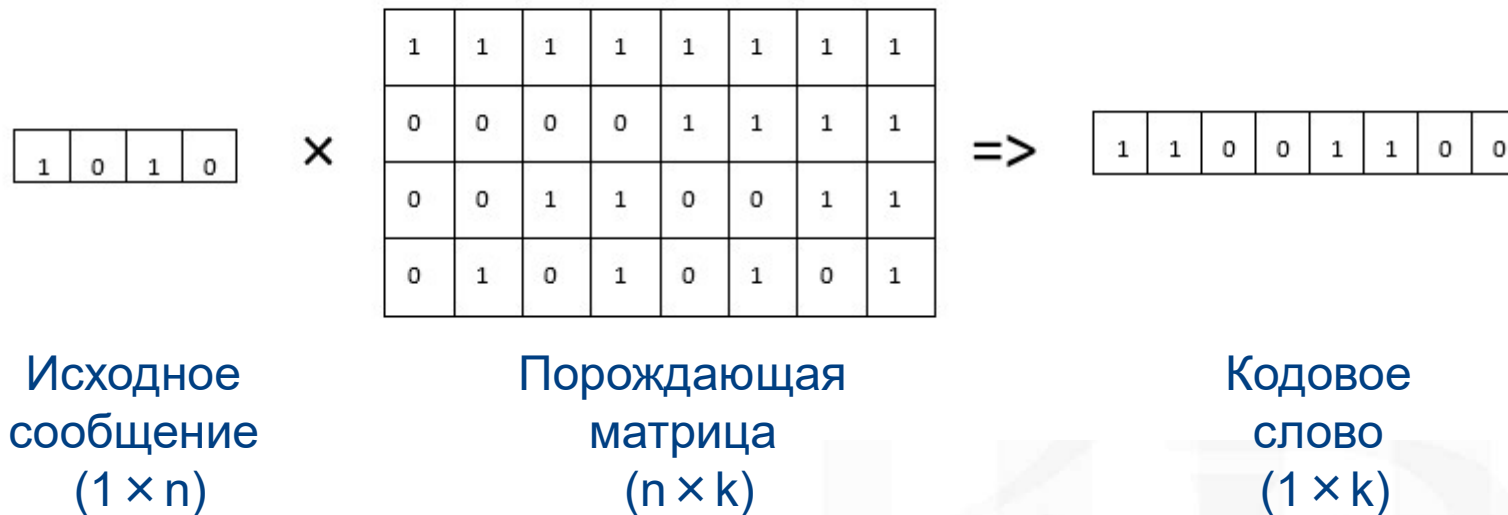 1 1 1 1 1 1 1 1
0 0 0 0 1 1 1 1
1 0 1 0 × => 1 1 0 0 1 1 0 0
0 0 1 1 0 0 1 1
0 1 0 1 0 1 0 1
Исходное
сообщение
(1 × n)
Порождающая
матрица
(n × k)
Кодовое
слово
(1 × k)